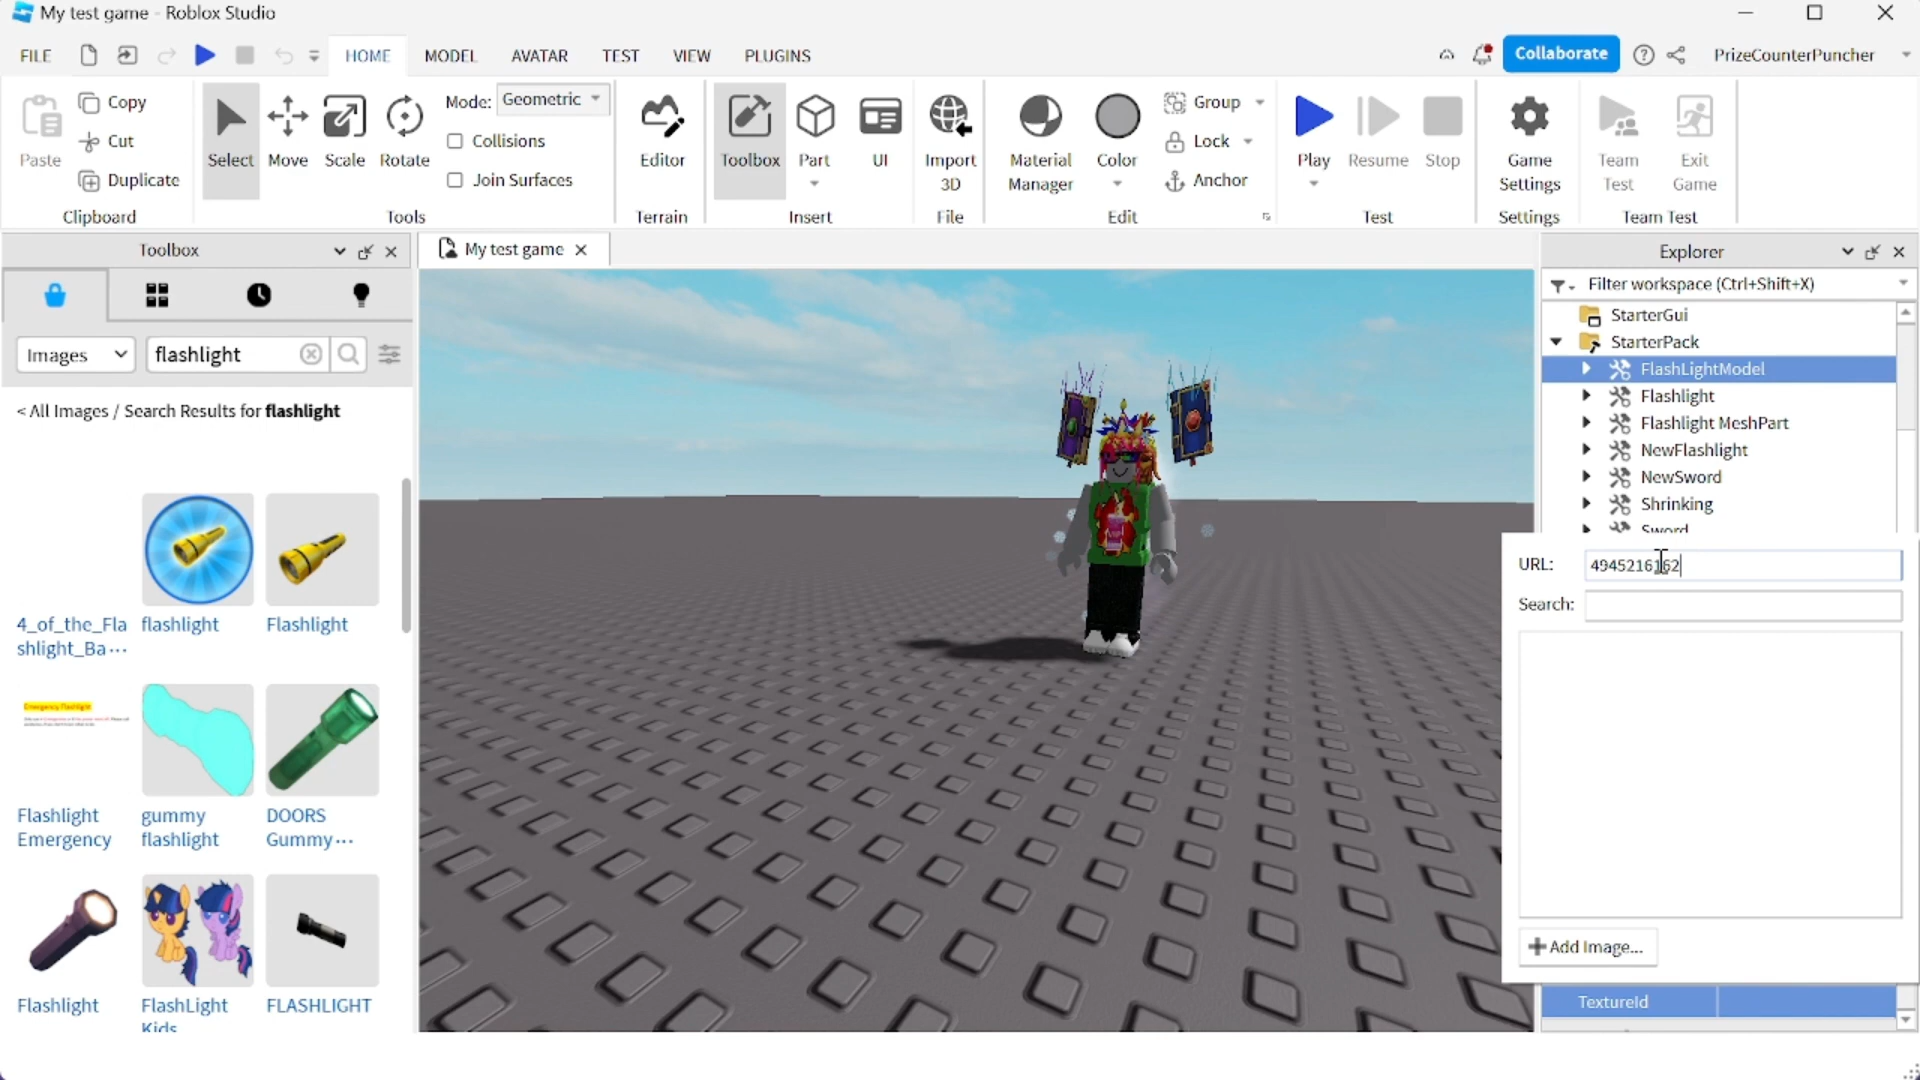 My test game - Roblox Studio
FILE
HOME
MODEL
AVATAR
TEST
VIEW
PLUGINS
Collaborate
PrizeCounterPuncher
Paste
Copy
Cut
Duplicate
Clipboard
Select
Move
Scale
Rotate
Mode: Geometric
Collisions
Join Surfaces
Tools
Editor
Terrain
Toolbox
Part
UI
Insert
Import
3D
File
Material
Manager
Color
Group
Lock
Anchor
Edit
Play
Resume
Stop
Test
Game
Settings
Settings
Team
Test
Exit
Game
Team Test
Toolbox
Images
flashlight
< All Images / Search Results for flashlight
4_of_the_Fla
shlight_Ba...
flashlight
Flashlight
Emergency Flashlight
Flashlight
Emergency
gummy
flashlight
DOORS
Gummy...
Flashlight
FlashLight
Kids
FLASHLIGHT
My test game
Explorer
Filter workspace (Ctrl+Shift+X)
StarterGui
StarterPack
FlashLightModel
Flashlight
Flashlight MeshPart
NewFlashlight
NewSword
Shrinking
Sword
URL: 4945216162
Search:
Add Image...
TextureId